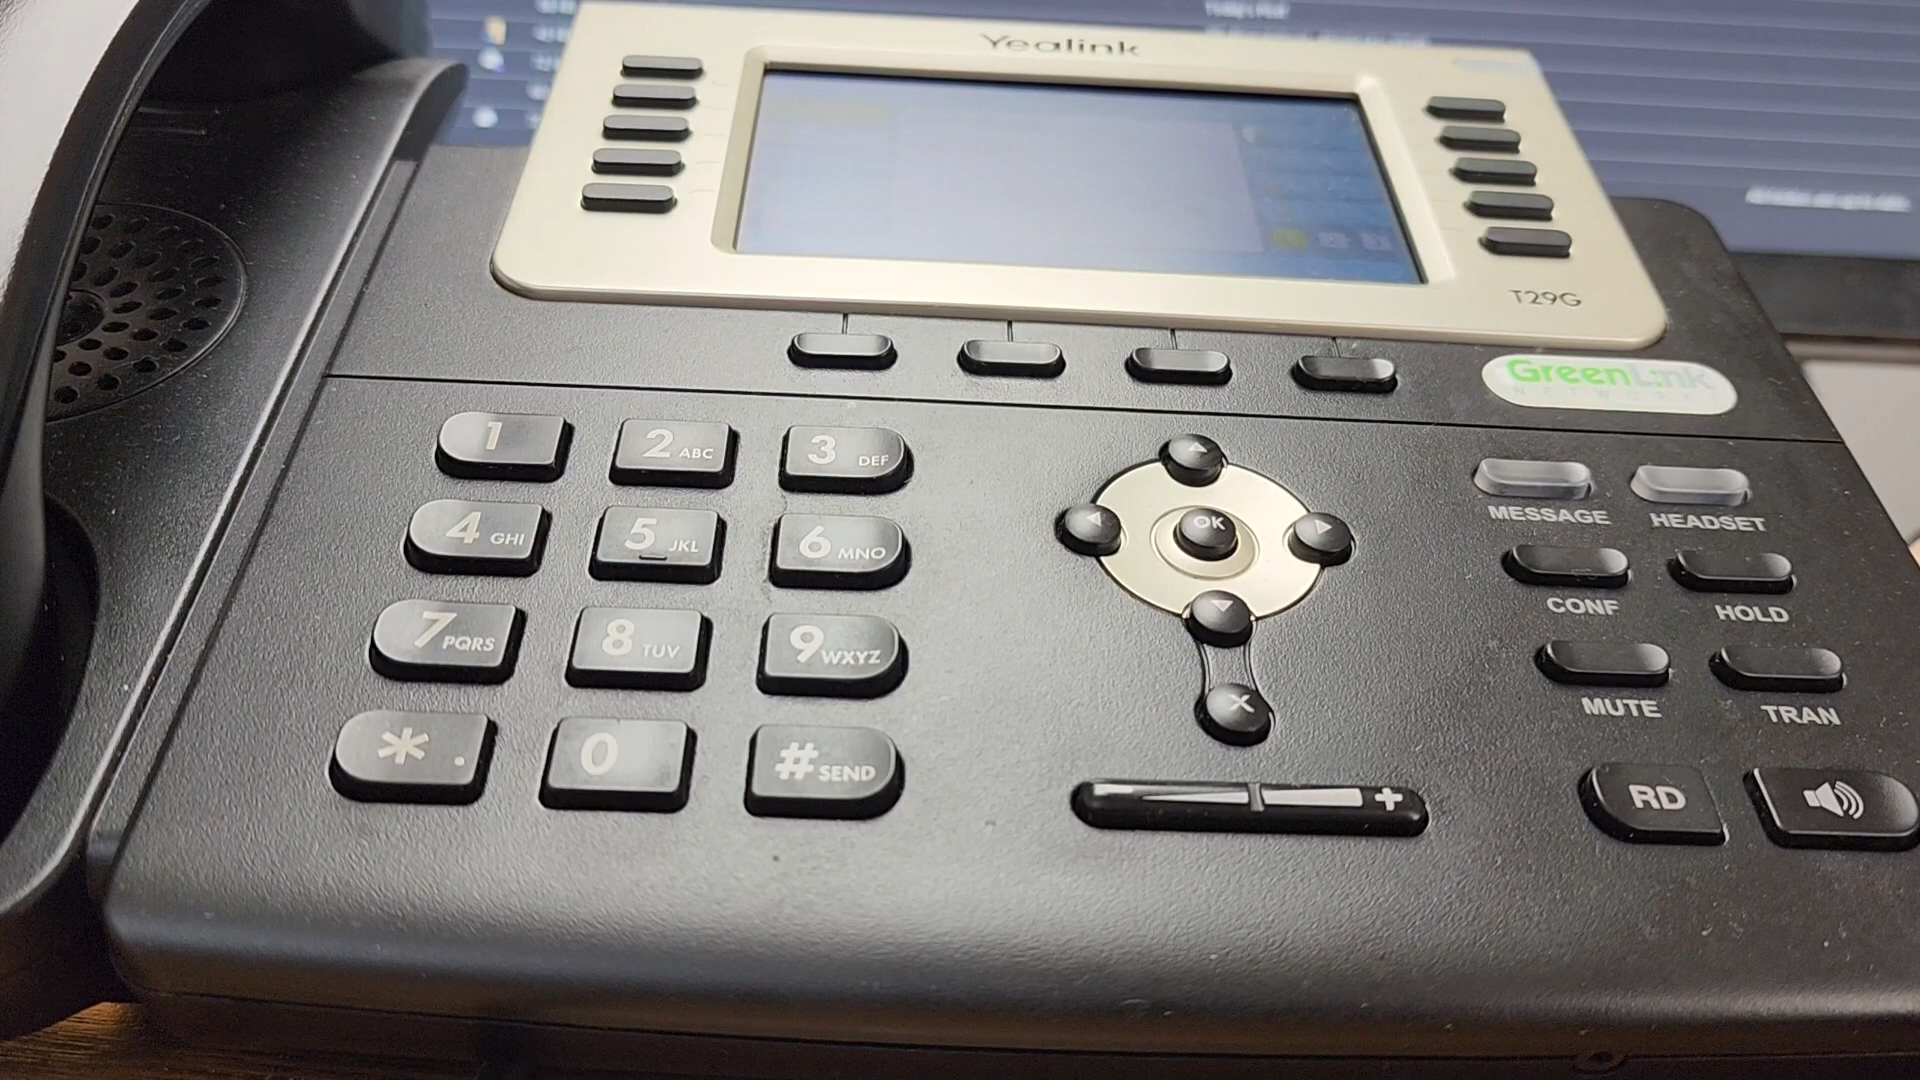 Yealink
T29G
GreenLink
NETWORKS
1
2 ABC
3 DEF
4 GHI
5 JKL
6 MNO
7 PQRS
8 TUV
9 WXYZ
* .
0
# SEND
OK
X
- +
MESSAGE HEADSET
CONF HOLD
MUTE TRAN
RD